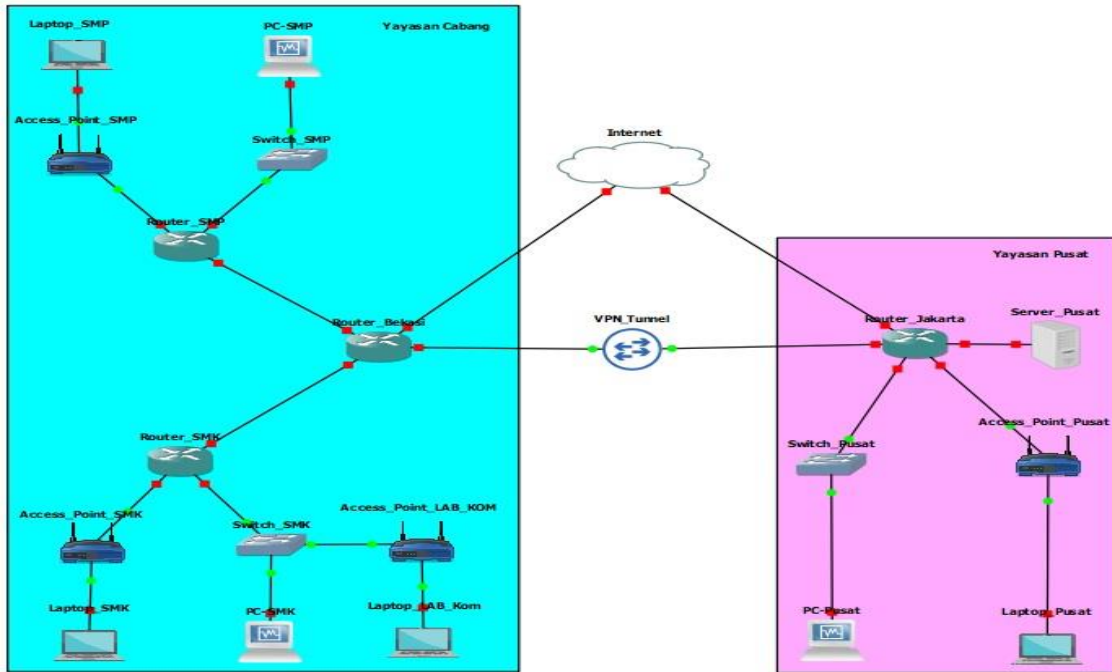 Laptop_SMP
PC-SMP
Yayasan Cabang
Access_Point_SMP
Switch_SMP
Router_SMP
Router_Bekasi
Router_SMK
Access_Point_SMK
Switch_SMK
Access_Point_LAB_KOM
Laptop_SMK
PC-SMK
Laptop_LAB_Kom
Internet
VPN_Tunnel
Yayasan Pusat
Router_Jakarta
Server_Pusat
Switch_Pusat
Access_Point_Pusat
PC-Pusat
Laptop_Pusat